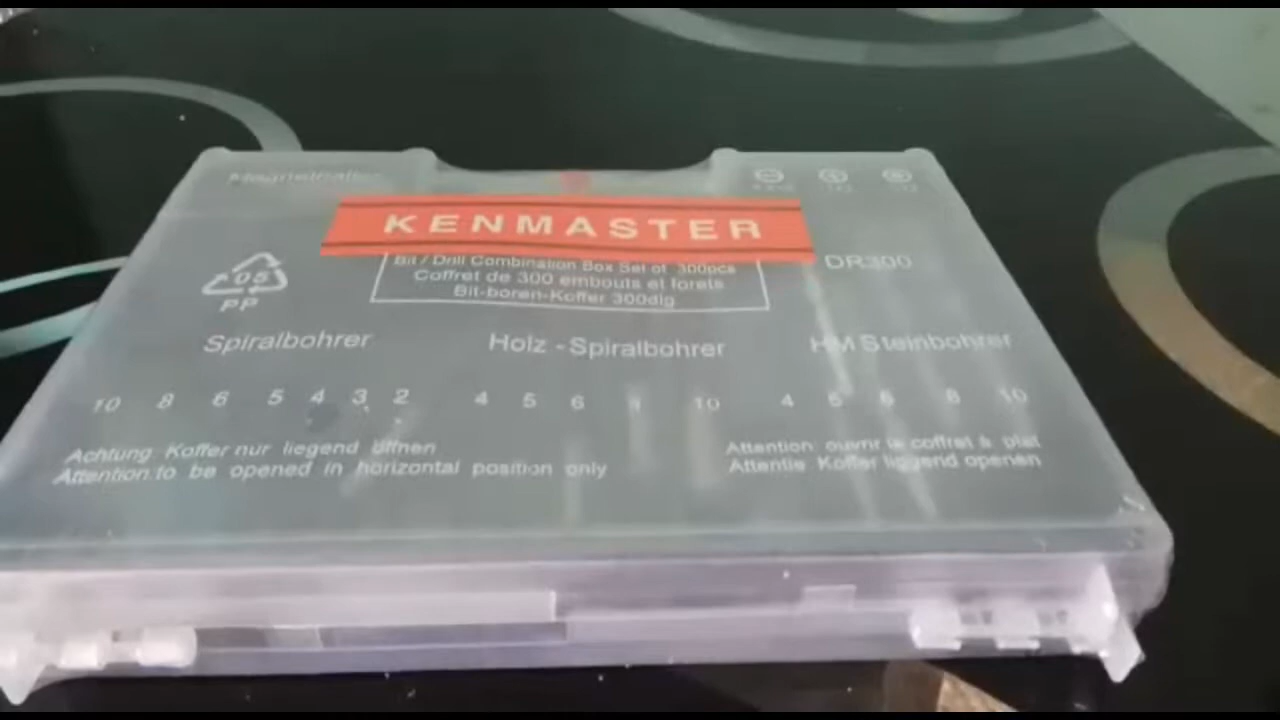 Magnethalter
KENMASTER
Bit / Drill Combination Box Set of 300pcs
Coffret de 300 embouts et forets
Bit-boren-Koffer 300dlg
DR300
05
PP
Spiralbohrer
Holz - Spiralbohrer
HM Steinbohrer
10 8 6 5 4 3 2
4 5 6 10
4 5 6 8 10
Achtung: Koffer nur liegend öffnen
Attention: to be opened in horizontal position only
Attention: ouvrir le coffret à plat
Attentie: Koffer liggend openen